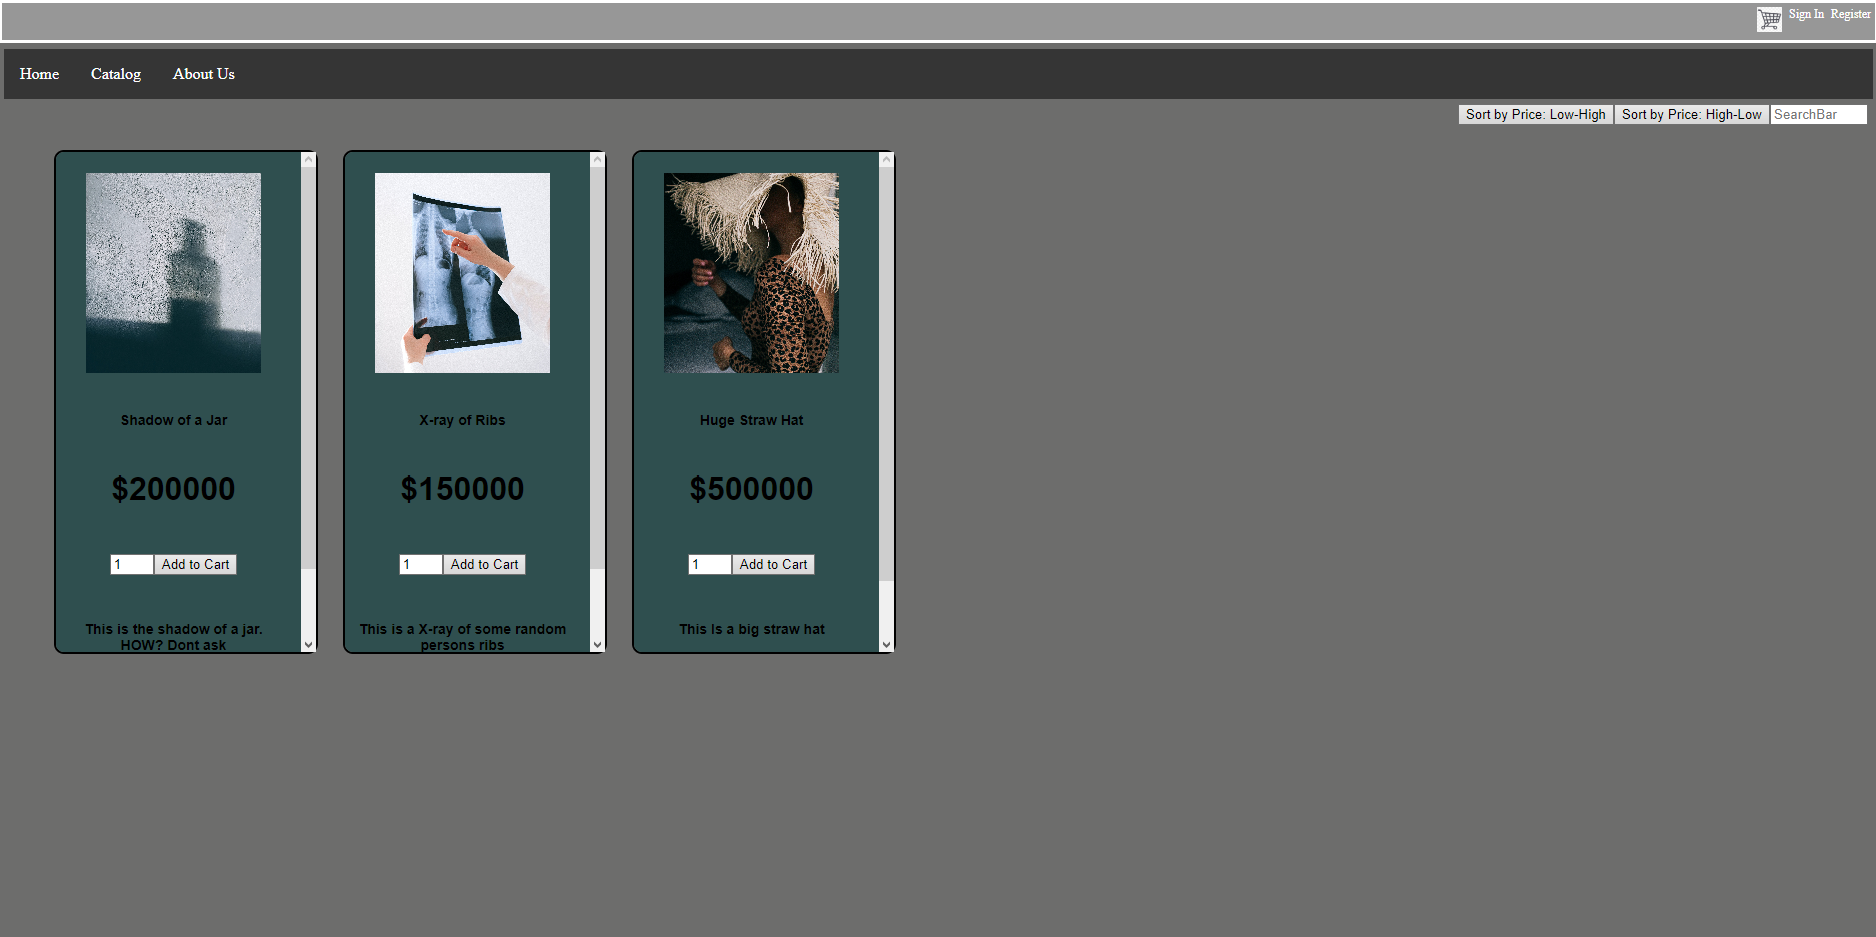 Sign In Register
Home Catalog About Us
Sort by Price: Low-High Sort by Price: High-Low SearchBar
Shadow of a Jar
$200000
1 Add to Cart
This is the shadow of a jar.
HOW? Dont ask
X-ray of Ribs
$150000
1 Add to Cart
This is a X-ray of some random
persons ribs
Huge Straw Hat
$500000
1 Add to Cart
This Is a big straw hat